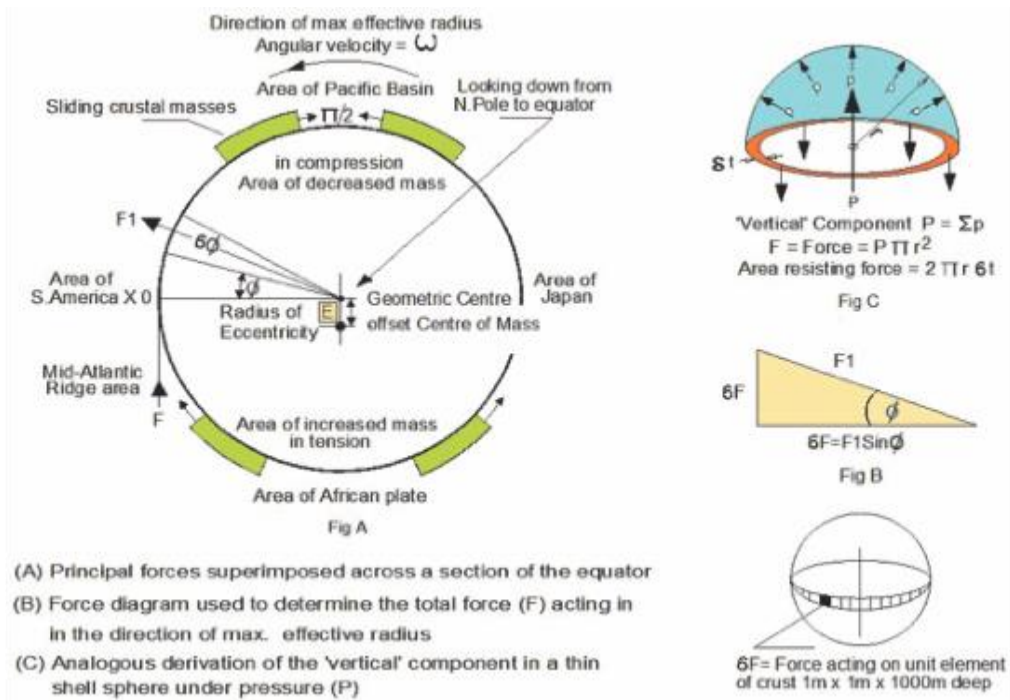 Direction of max effective radius
Angular velocity = ω
Area of Pacific Basin
Looking down from
N.Pole to equator
Sliding crustal masses
Π/2
in compression
Area of decreased mass
F1
6ϕ
ϕ
Area of
S.America X 0
Radius of
Eccentricity
E
Geometric Centre
offset Centre of Mass
Area of
Japan
Mid-Atlantic
Ridge area
F
Area of increased mass
in tension
Area of African plate
Fig A
p
r
8t
P
'Vertical' Component P = Σp
F = Force = P Π r²
Area resisting force = 2 Π r 6t
Fig C
F1
6F
ϕ
6F=F1Sinϕ
Fig B
6F= Force acting on unit element
of crust 1m x 1m x 1000m deep
(A) Principal forces superimposed across a section of the equator
(B) Force diagram used to determine the total force (F) acting in
in the direction of max. effective radius
(C) Analogous derivation of the 'vertical' component in a thin
shell sphere under pressure (P)